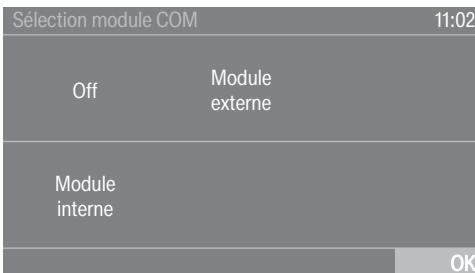 Sélection module COM 11:02
Off
Module
externe
Module
interne
OK